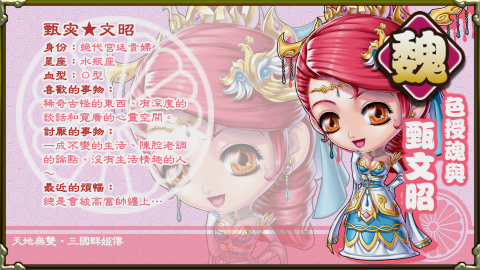 甄宓★文昭
身份：絕代宮廷貴婦
星座：水瓶座
血型：O型
喜歡的事物：
稀奇古怪的東西、有深度的
談話和寬廣的心靈空間。
討厭的事物：
一成不變的生活、陳腔老調
的論點、沒有生活情趣的人
～
最近的煩惱：
總是會被高富帥纏上…
天地無雙·三國群姬傳
魏
色授魂與
甄文昭